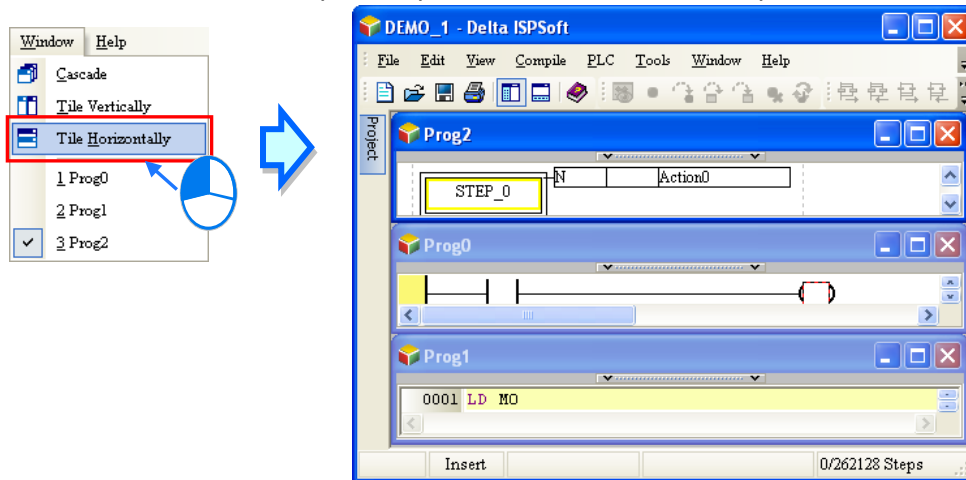 Window Help
Cascade
Tile Vertically
Tile Horizontally
1 Prog0
2 Prog1
3 Prog2
DEMO_1 - Delta ISPSoft
File Edit View Compile PLC Tools Window Help
Project
Prog2
STEP_0
N Action0
Prog0
Prog1
0001 LD M0
Insert 0/262128 Steps